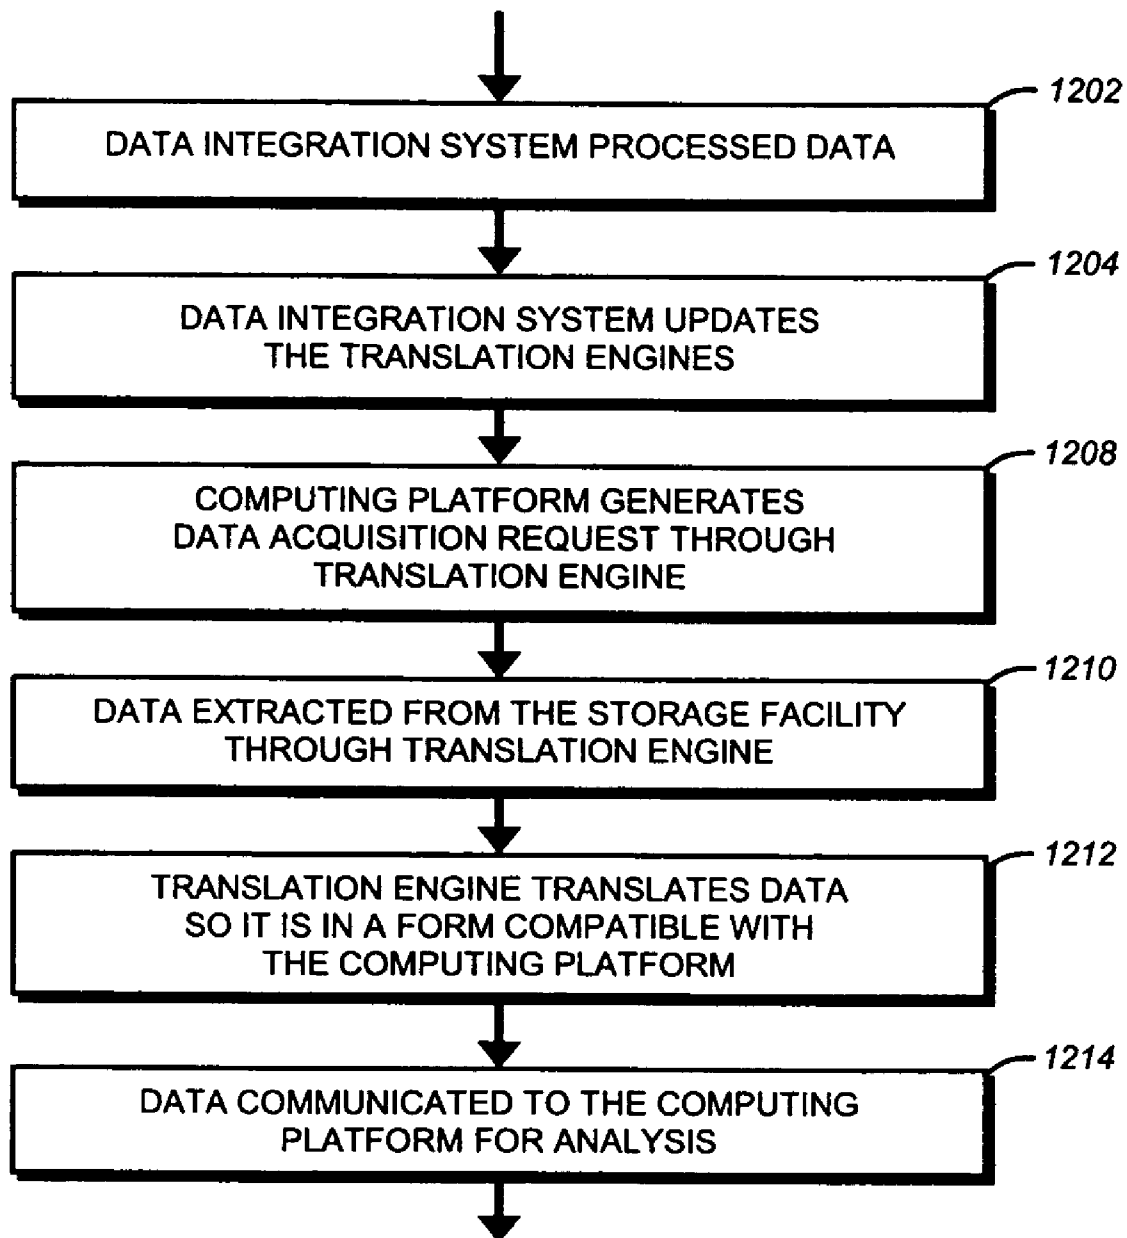 1202
DATA INTEGRATION SYSTEM PROCESSED DATA
1204
DATA INTEGRATION SYSTEM UPDATES
THE TRANSLATION ENGINES
1208
COMPUTING PLATFORM GENERATES
DATA ACQUISITION REQUEST THROUGH
TRANSLATION ENGINE
1210
DATA EXTRACTED FROM THE STORAGE FACILITY
THROUGH TRANSLATION ENGINE
1212
TRANSLATION ENGINE TRANSLATES DATA
SO IT IS IN A FORM COMPATIBLE WITH
THE COMPUTING PLATFORM
1214
DATA COMMUNICATED TO THE COMPUTING
PLATFORM FOR ANALYSIS